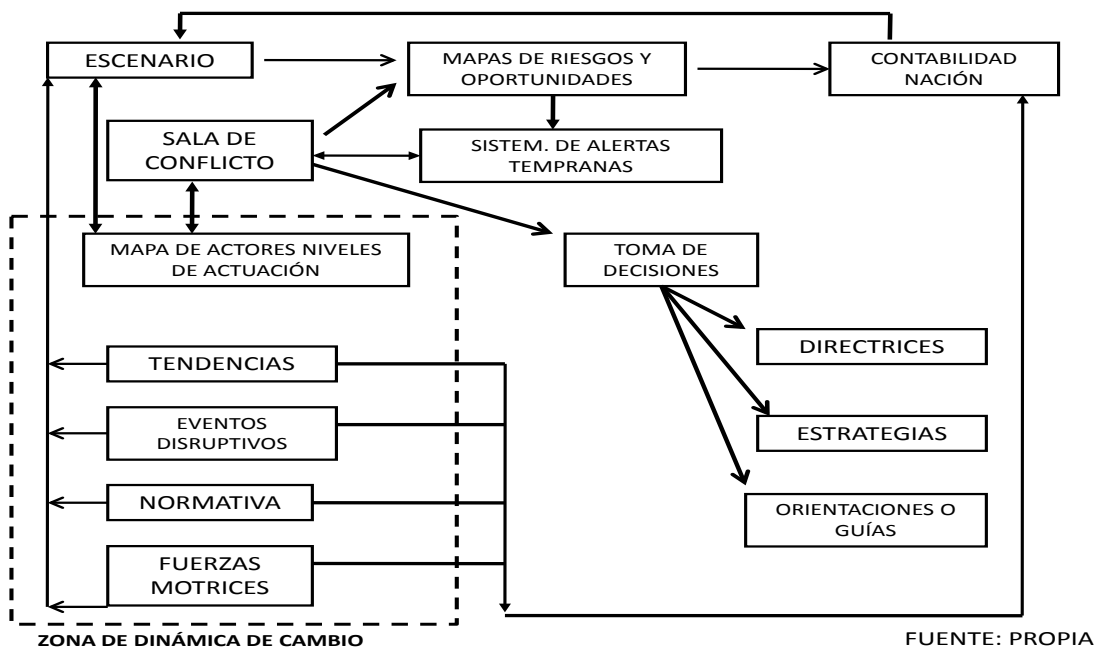 ESCENARIO
MAPAS DE RIESGOS Y
OPORTUNIDADES
CONTABILIDAD
NACIÓN
SALA DE
CONFLICTO
SISTEM. DE ALERTAS
TEMPRANAS
MAPA DE ACTORES NIVELES
DE ACTUACIÓN
TOMA DE
DECISIONES
TENDENCIAS
DIRECTRICES
EVENTOS
DISRUPTIVOS
ESTRATEGIAS
NORMATIVA
ORIENTACIONES O
GUÍAS
FUERZAS
MOTRICES
ZONA DE DINÁMICA DE CAMBIO
FUENTE: PROPIA